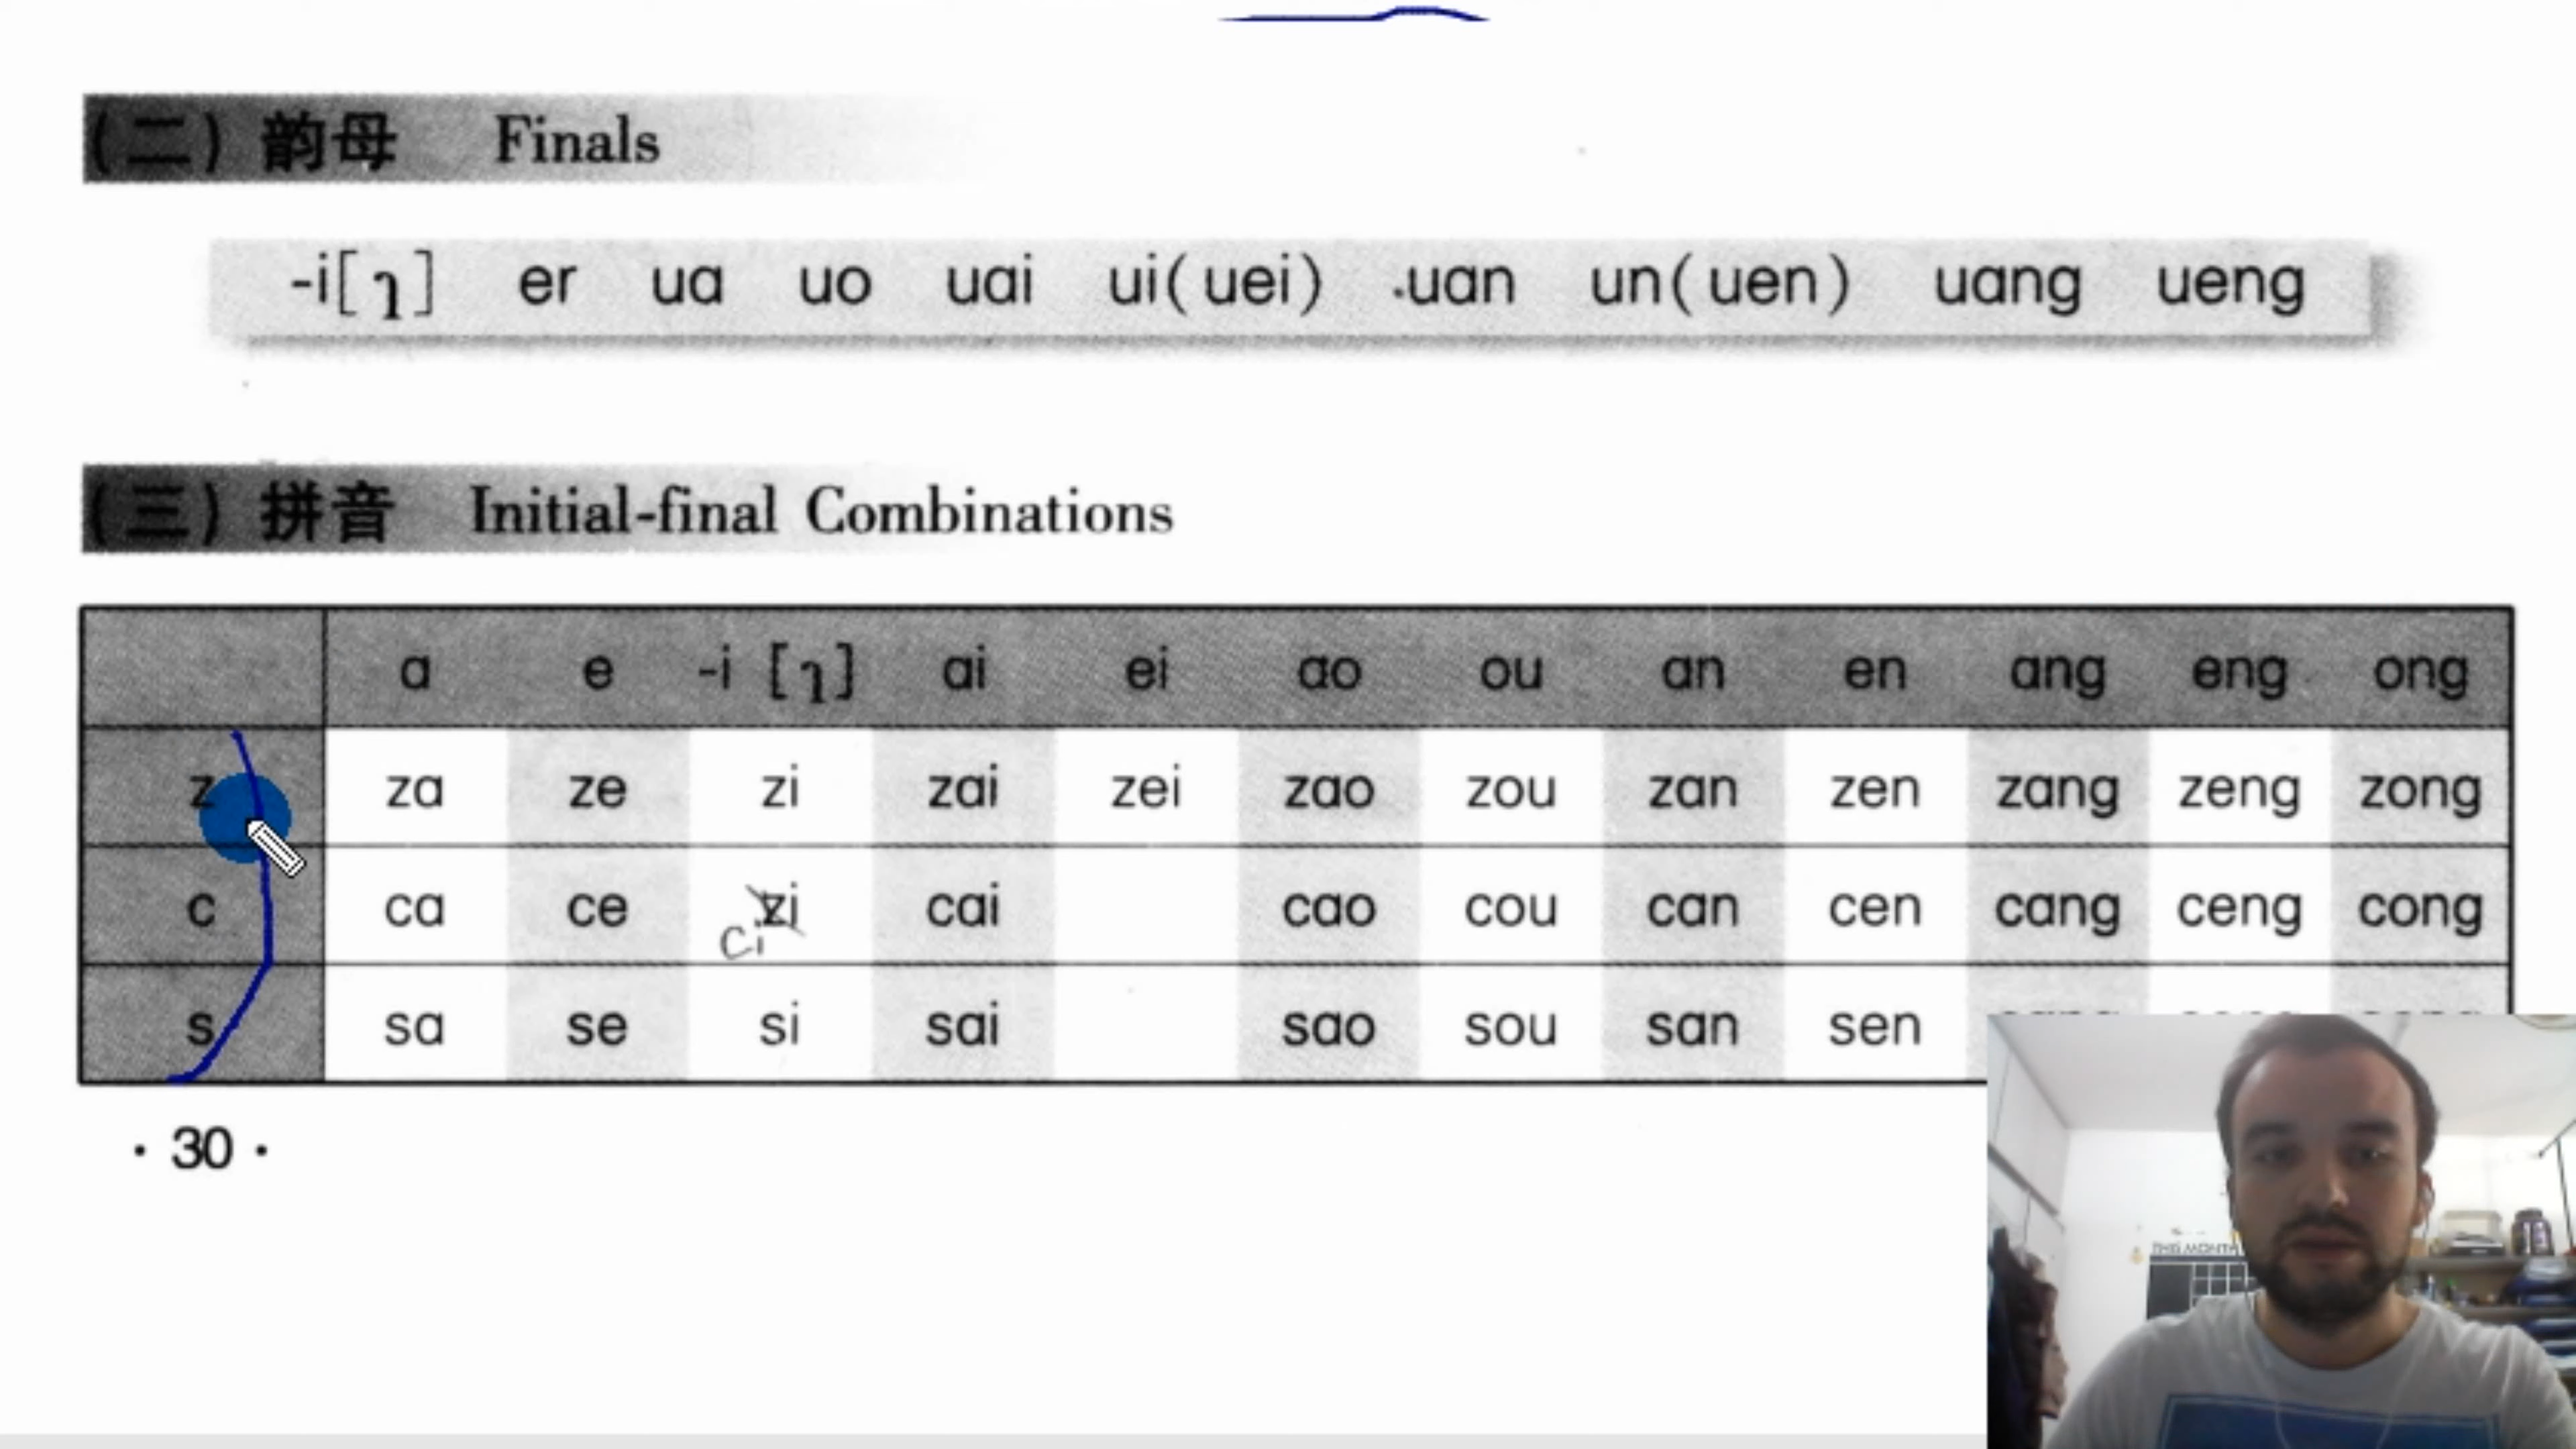 (二) 韵母 Finals
-i[ɿ] er ua uo uai ui(uei) uan un(uen) uang ueng
(三) 拼音 Initial-final Combinations
a e -i [ɿ] ai ei ao ou an en ang eng ong
z za ze zi zai zei zao zou zan zen zang zeng zong
c ca ce zi cai cao cou can cen cang ceng cong
ci
s sa se si sai sao sou san sen
· 30 ·
THIS MONTH